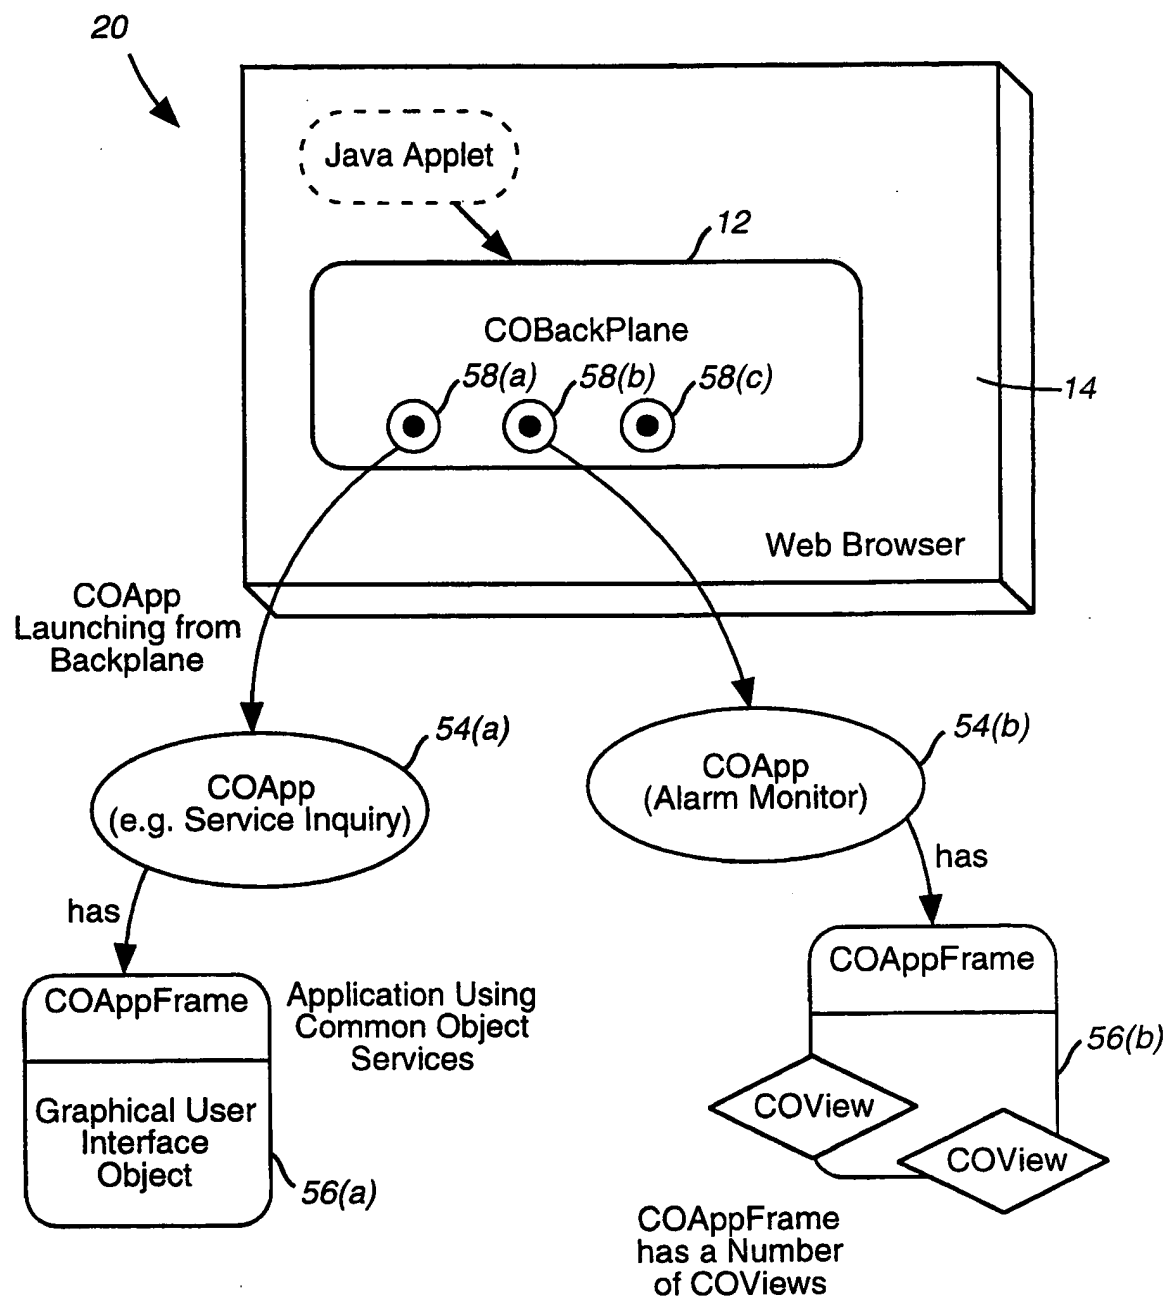 20
Java Applet
12
COBackPlane
58(a)
58(b)
58(c)
14
Web Browser
COApp
Launching from
Backplane
54(a)
COApp
(e.g. Service Inquiry)
54(b)
COApp
(Alarm Monitor)
has
has
COAppFrame
Graphical User
Interface
Object
56(a)
Application Using
Common Object
Services
COAppFrame
56(b)
COView
COView
COAppFrame
has a Number
of COViews